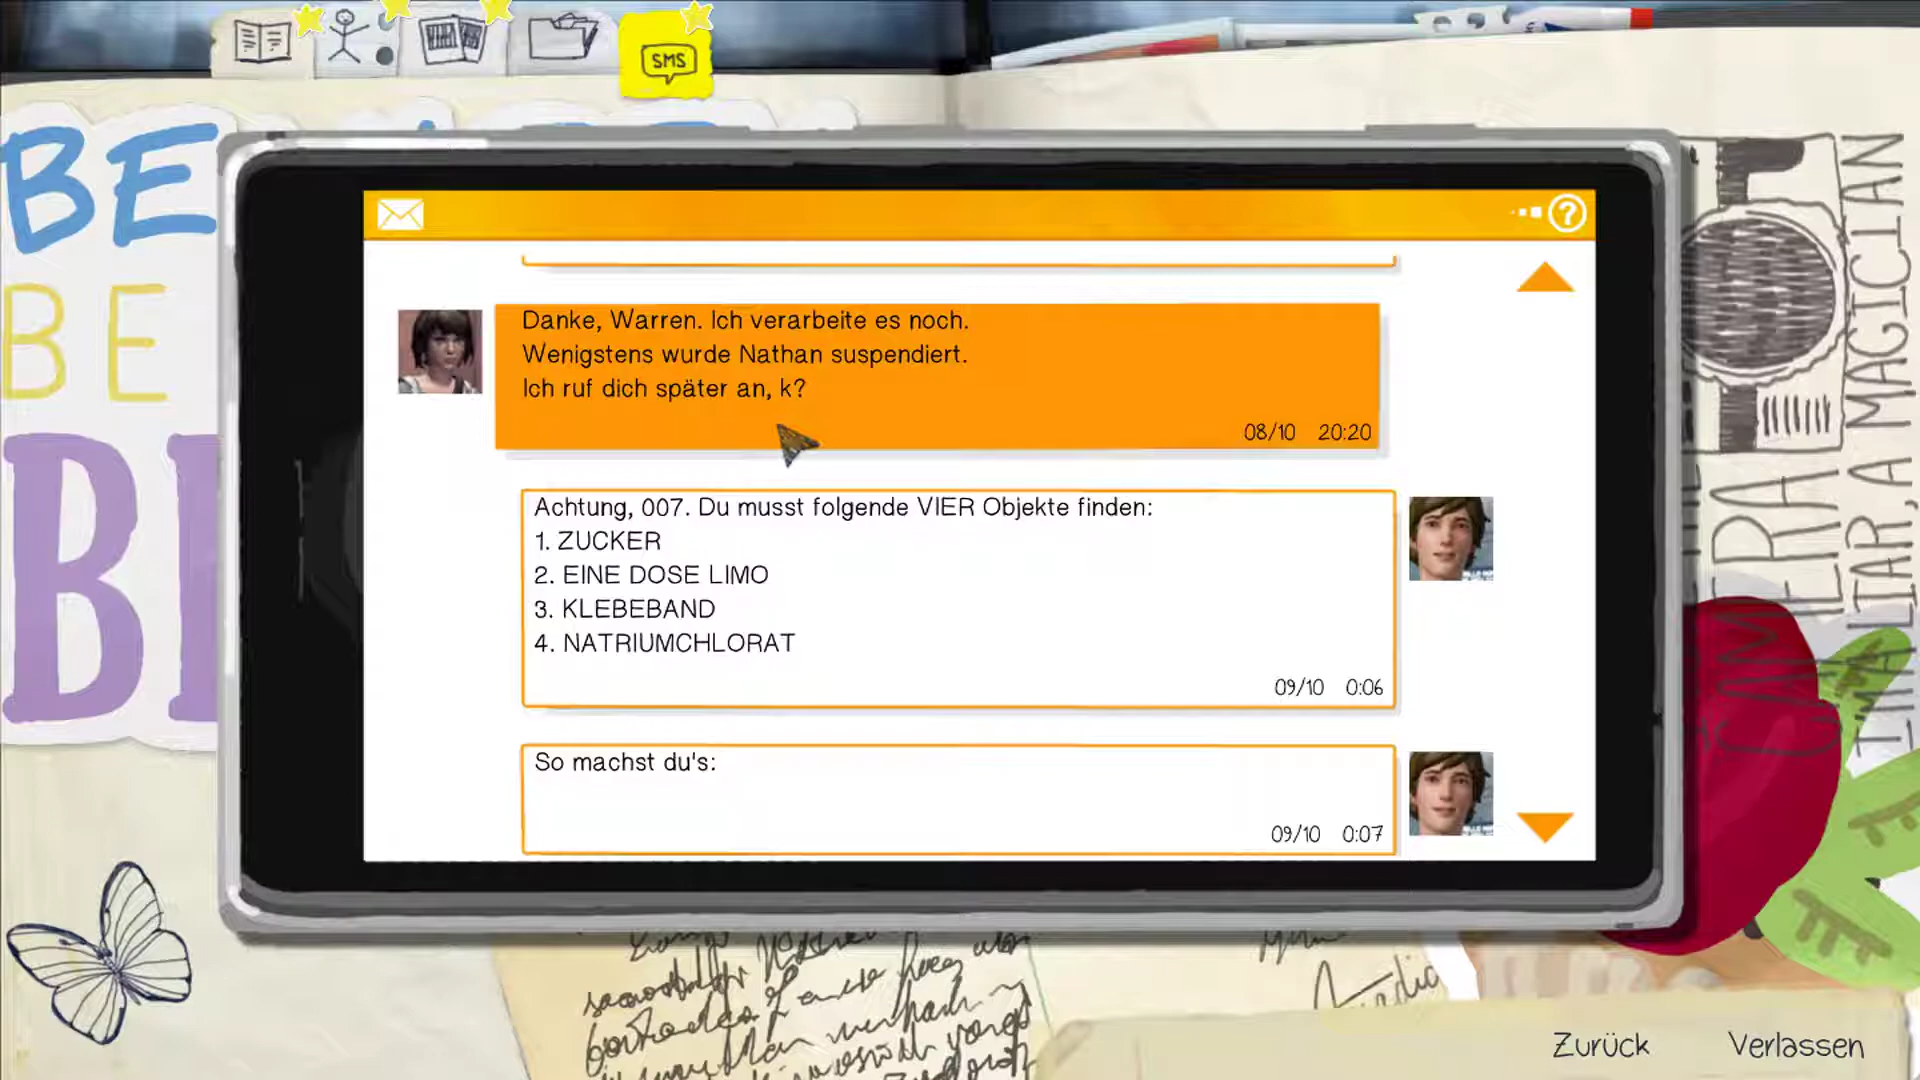 SMS
BE
BE
Danke, Warren. Ich verarbeite es noch.
Wenigstens wurde Nathan suspendiert.
Ich ruf dich später an, k?
08/10 20:20
Achtung, 007. Du musst folgende VIER Objekte finden:
1. ZUCKER
2. EINE DOSE LIMO
3. KLEBEBAND
4. NATRIUMCHLORAT
09/10 0:06
So machst du's:
09/10 0:07
LIAR, A MAGICIAN
Zurück
Verlassen